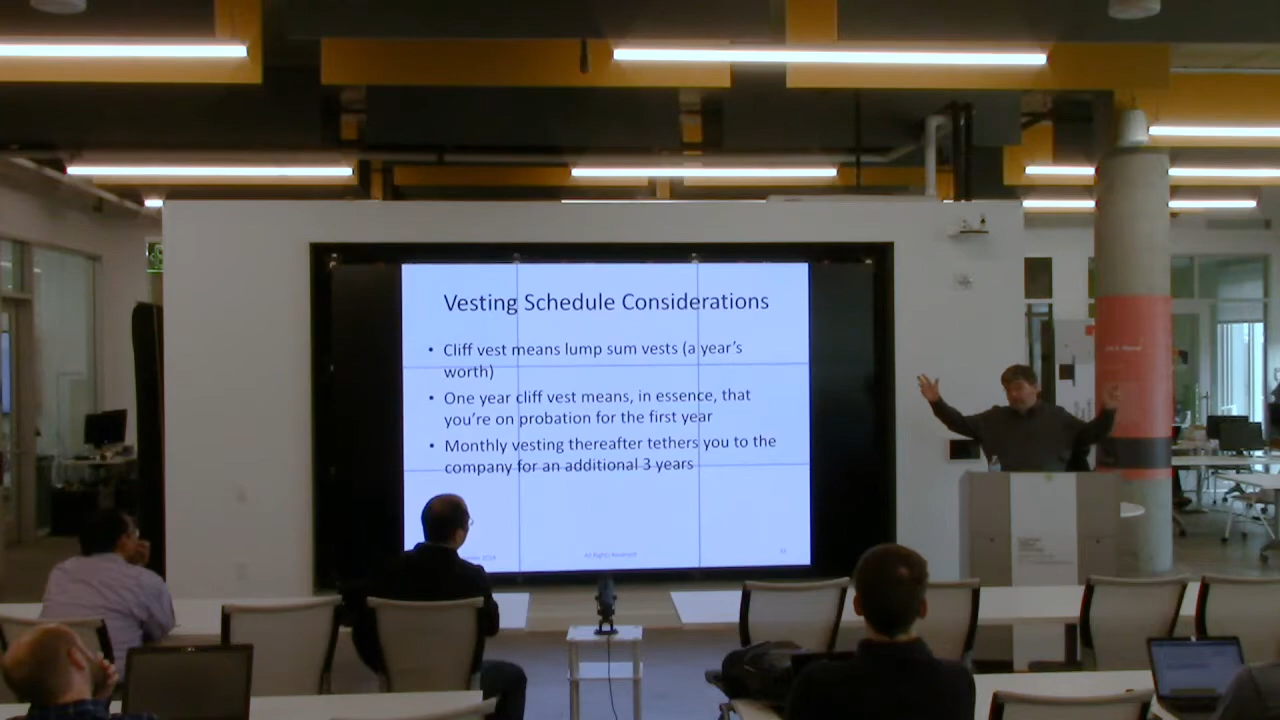 Vesting Schedule Considerations
• Cliff vest means lump sum vests (a year's
worth)
• One year cliff vest means, in essence, that
you're on probation for the first year
• Monthly vesting thereafter tethers you to the
company for an additional 3 years
All Rights Reserved